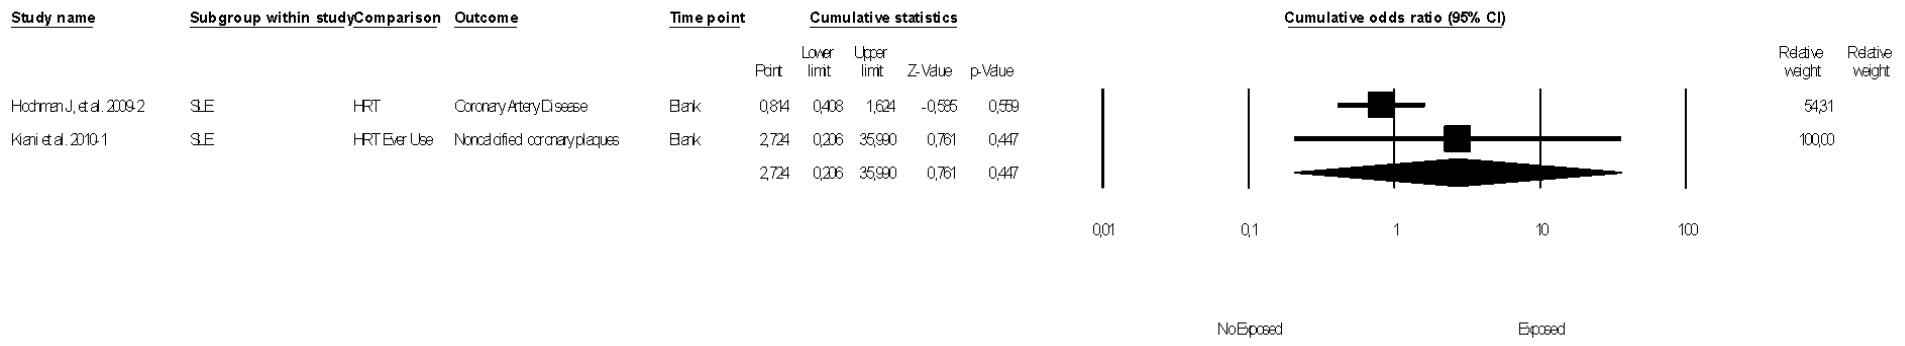 Study name Subgroup within study Comparison Outcome Time point Cumulative statistics Cumulative odds ratio (95% CI)
Lower Upper Relative Relative
Point limit limit Z-Value p-Value weight weight
Hochman J, et al. 2009-2 SLE HRT Coronary Artery Disease Blank 0,814 0,408 1,624 -0,585 0,559 54,31
Kiani et al. 2010-1 SLE HRT Ever Use Noncalcified coronary plaques Blank 2,724 0,206 35,990 0,761 0,447 100,00
2,724 0,206 35,990 0,761 0,447
0,01 0,1 1 10 100
No Exposed Exposed